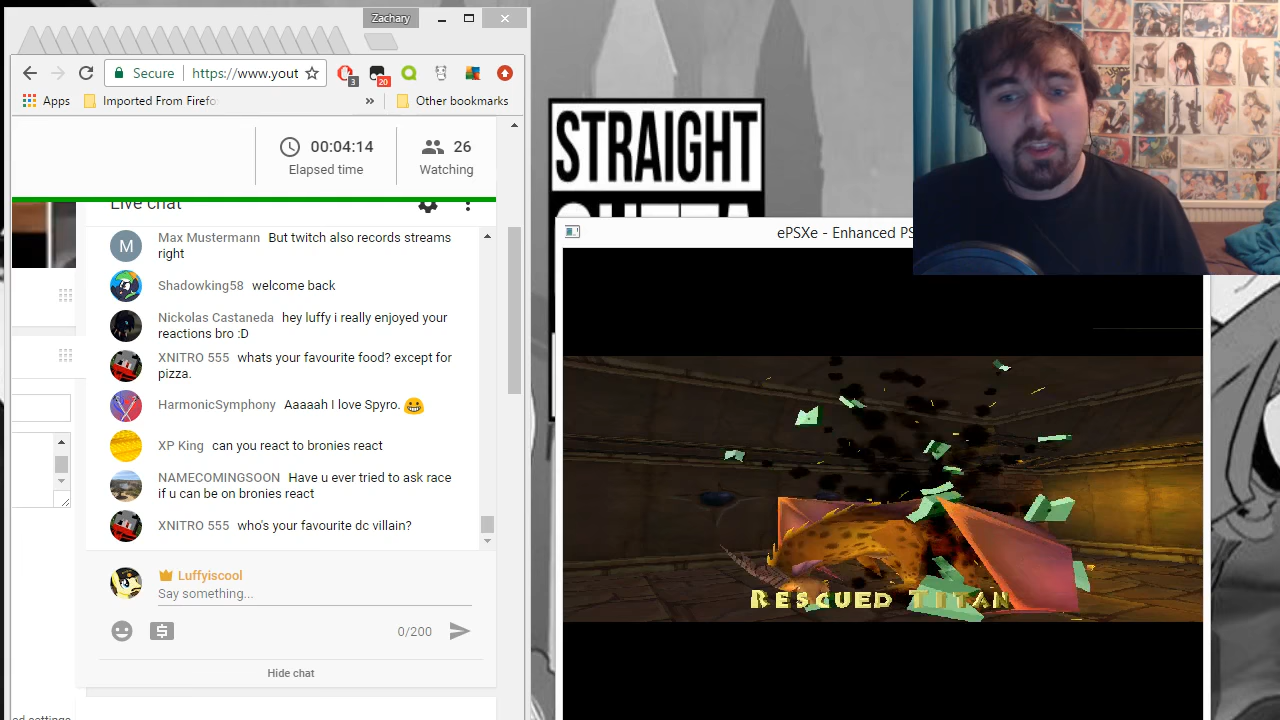 Zachary
Secure
https://www.yout
3
20
Apps
Imported From Firefo
»
Other bookmarks
00:04:14
Elapsed time
26
Watching
Live chat
M
Max Mustermann But twitch also records streams
right
Shadowking58 welcome back
Nickolas Castaneda hey luffy i really enjoyed your
reactions bro :D
XNITRO 555 whats your favourite food? except for
pizza.
HarmonicSymphony Aaaaah I love Spyro. 😀
XP King can you react to bronies react
NAMECOMINGSOON Have u ever tried to ask race
if u can be on bronies react
XNITRO 555 who's your favourite dc villain?
Luffyiscool
Say something...
0/200
Hide chat
ed settings
STRAIGHT
ePSXe - Enhanced PS
RESCUED TITAN